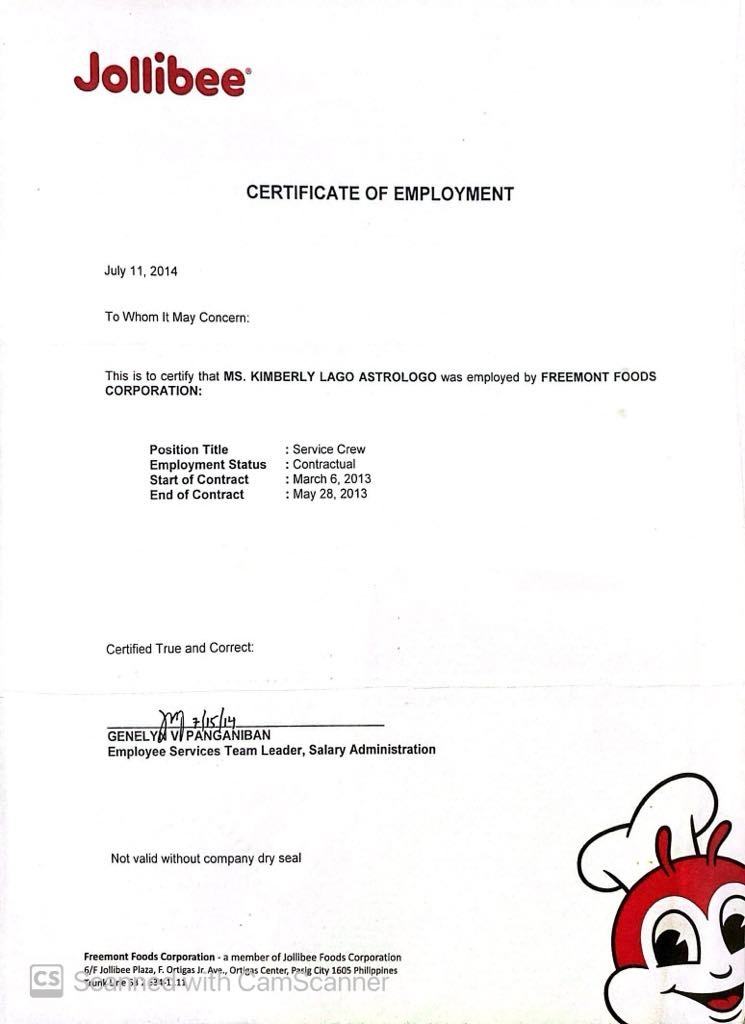 Jollibee®
CERTIFICATE OF EMPLOYMENT
July 11, 2014
To Whom It May Concern:
This is to certify that MS. KIMBERLY LAGO ASTROLOGO was employed by FREEMONT FOODS
CORPORATION:
Position Title : Service Crew
Employment Status : Contractual
Start of Contract : March 6, 2013
End of Contract : May 28, 2013
Certified True and Correct:
7/15/14
GENELYN V. PANGANIBAN
Employee Services Team Leader, Salary Administration
Not valid without company dry seal
Freemont Foods Corporation - a member of Jollibee Foods Corporation
6/F Jollibee Plaza, F. Ortigas Jr. Ave., Ortigas Center, Pasig City 1605 Philippines
Trunk Line
CS Scanned with CamScanner